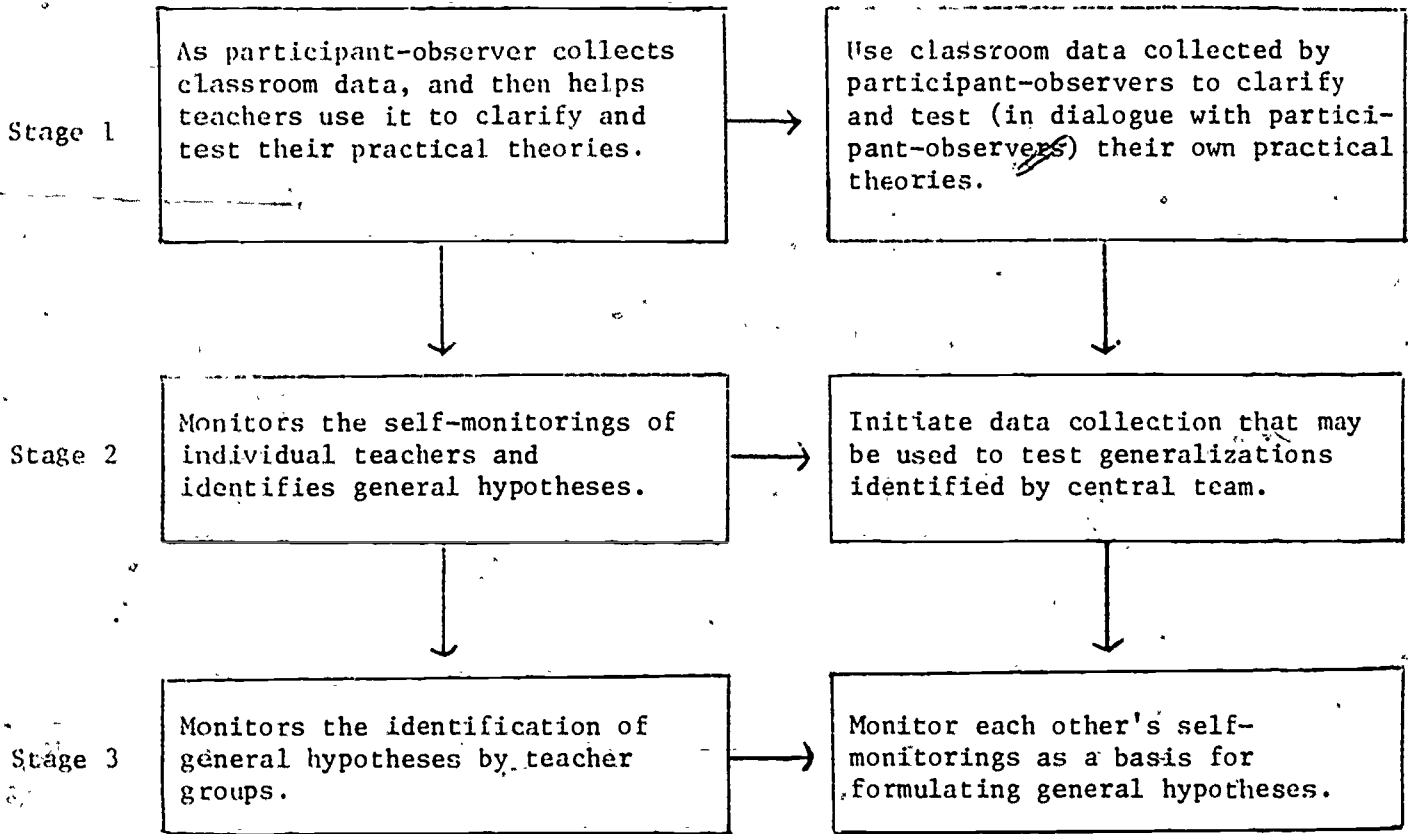 Stage 1
As participant-observer collects
classroom data, and then helps
teachers use it to clarify and
test their practical theories.
Use classroom data collected by
participant-observers to clarify
and test (in dialogue with partici-
pant-observers) their own practical
theories.
Stage 2
Monitors the self-monitorings of
individual teachers and
identifies general hypotheses.
Initiate data collection that may
be used to test generalizations
identified by central team.
Stage 3
Monitors the identification of
general hypotheses by teacher
groups.
Monitor each other's self-
monitorings as a basis for
formulating general hypotheses.